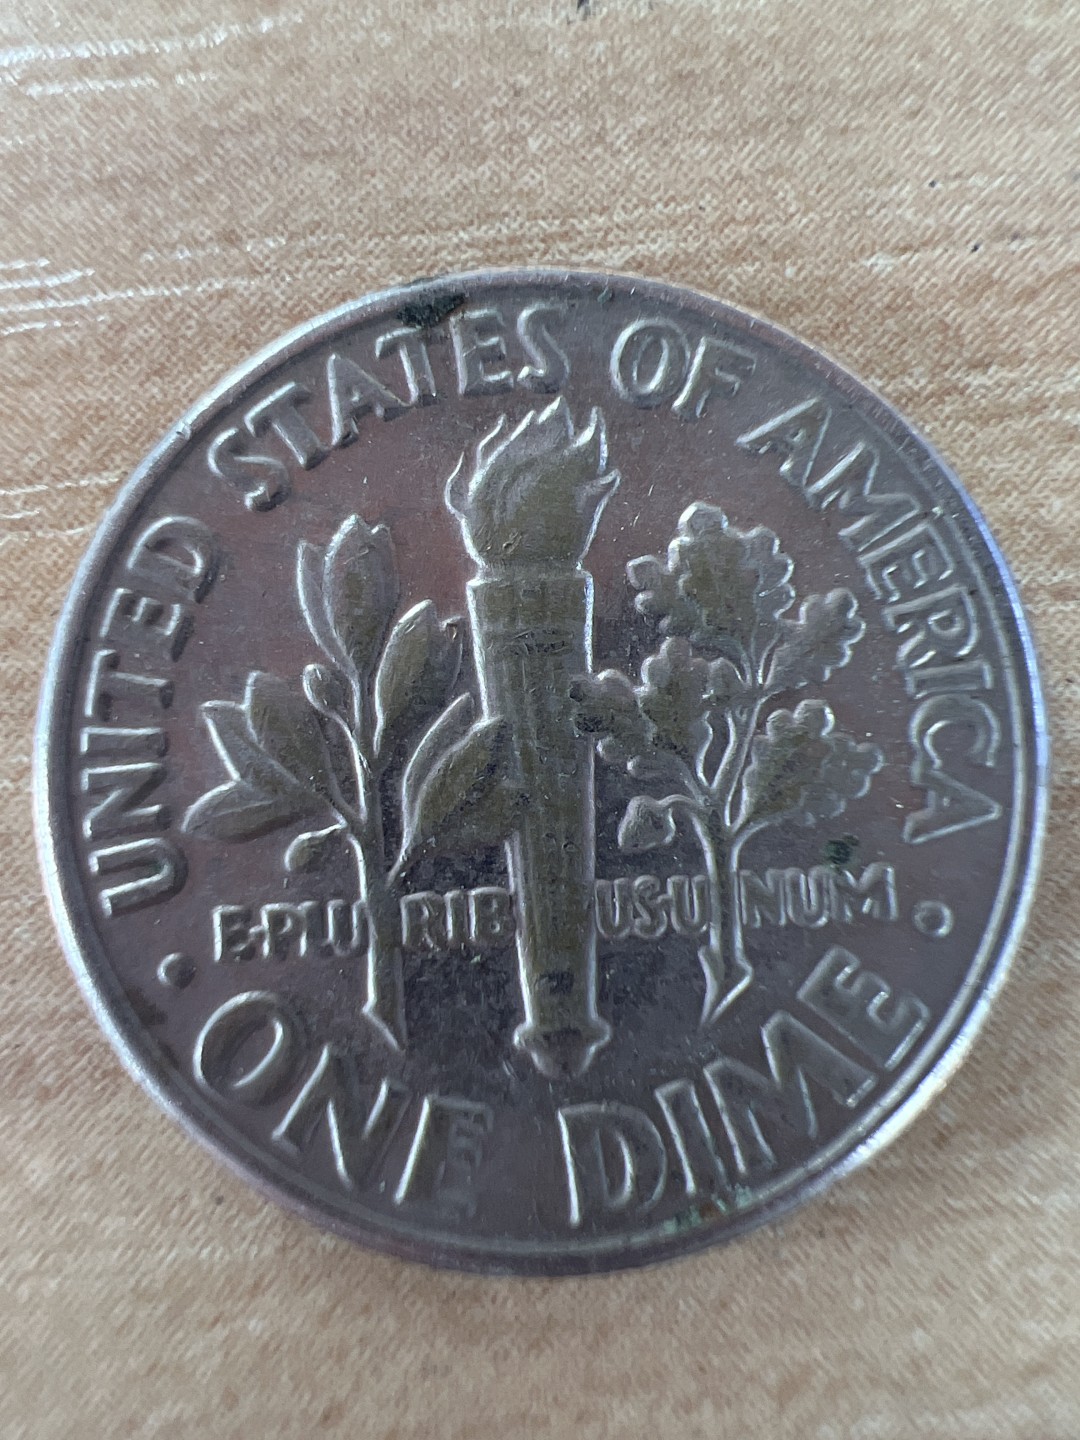 UNITED STATES OF AMERICA
E·PLURIBUS·UNUM
· ONE DIME ·